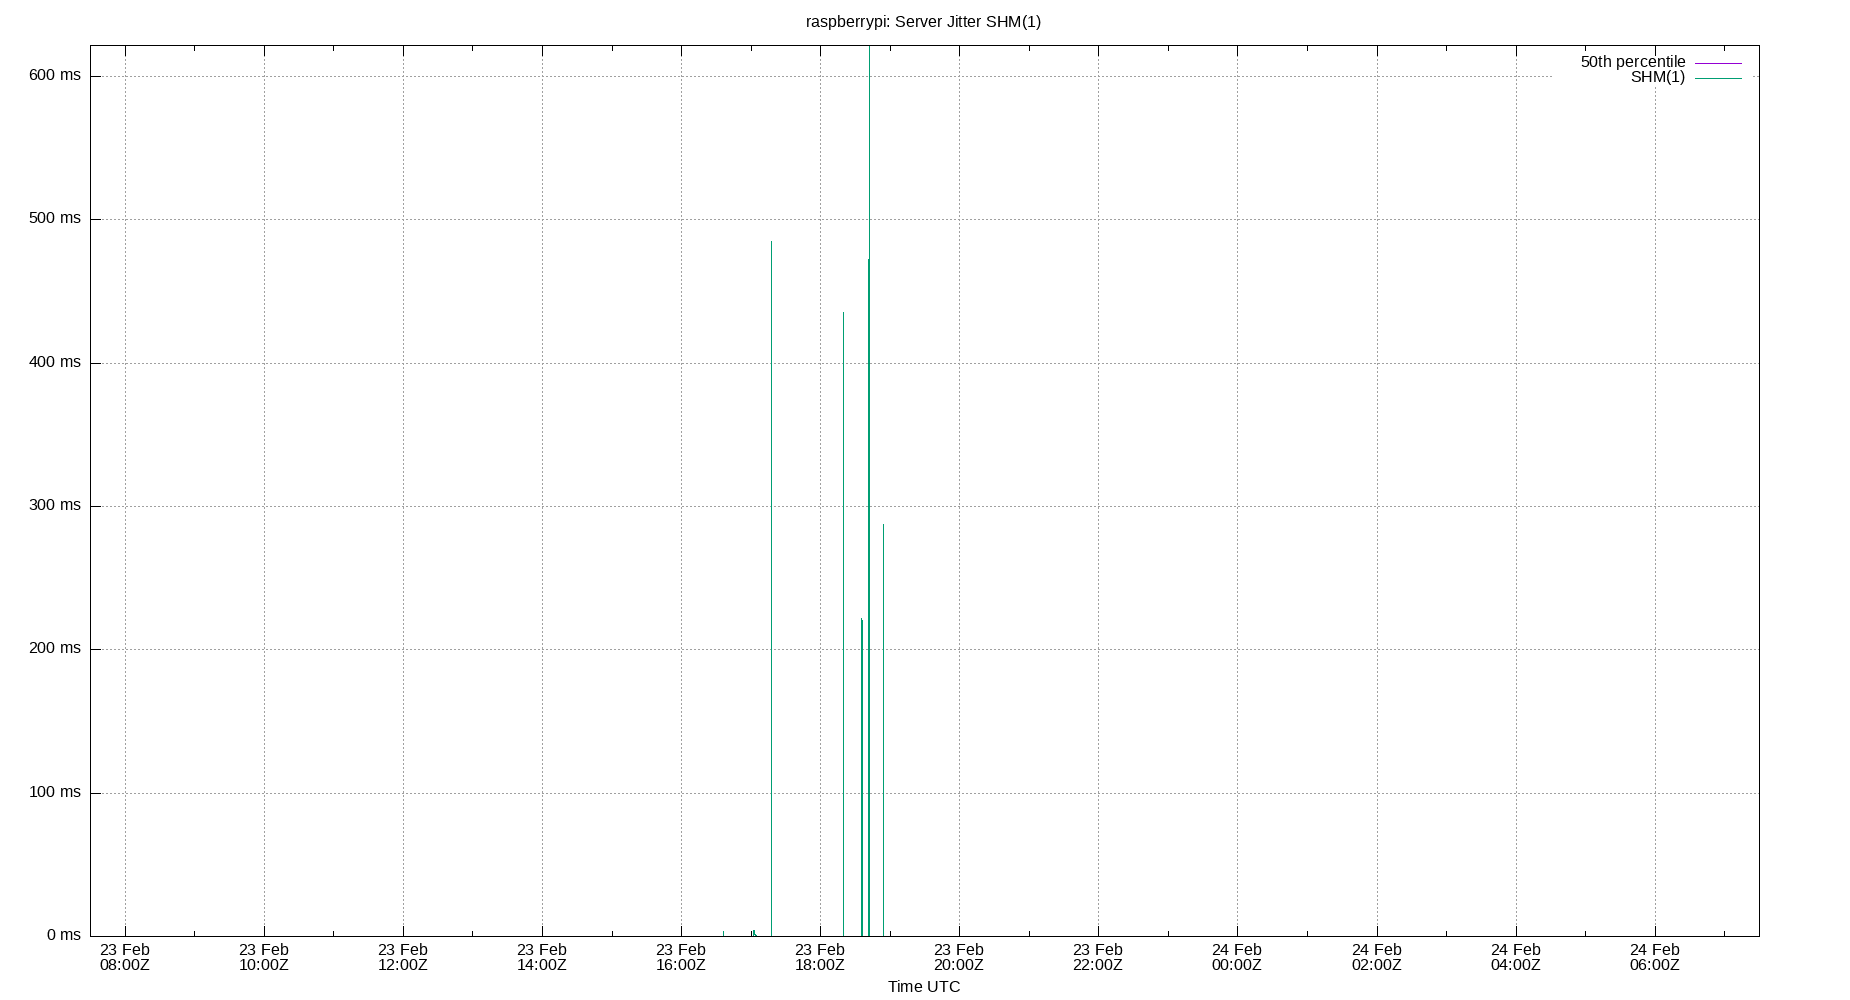 raspberrypi: Server Jitter SHM(1)
50th percentile
SHM(1)
600 ms
500 ms
400 ms
300 ms
200 ms
100 ms
0 ms
23 Feb 23 Feb 23 Feb 23 Feb 23 Feb 23 Feb 23 Feb 23 Feb 24 Feb 24 Feb 24 Feb 24 Feb
08:00Z 10:00Z 12:00Z 14:00Z 16:00Z 18:00Z 20:00Z 22:00Z 00:00Z 02:00Z 04:00Z 06:00Z
Time UTC